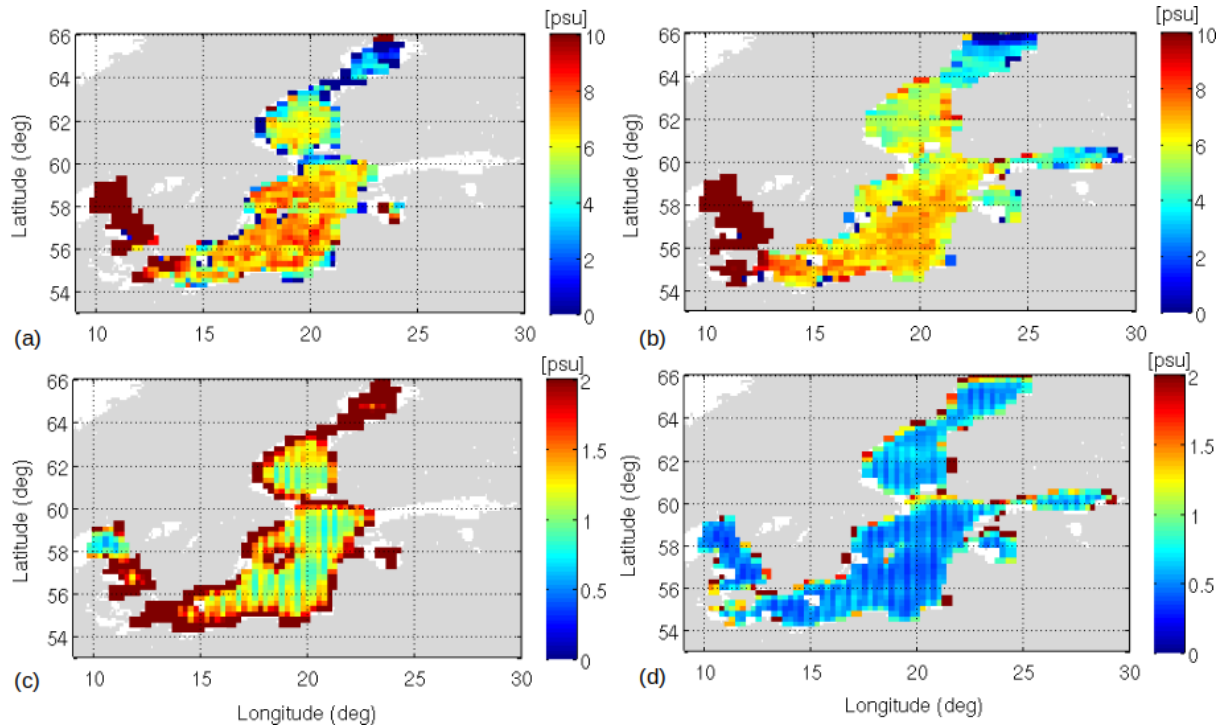 [psu] [psu]
66 10 66 10
64 8 64 8
Latitude (deg) 62 6 Latitude (deg) 62 6
60 60
58 4 58 4
56 2 56 2
54 0 54 0
(a) 10 15 20 25 30 (b) 10 15 20 25 30
[psu] [psu]
66 2 66 2
64 1.5 64 1.5
Latitude (deg) 62 Latitude (deg) 62
60 1 60 1
58 58
56 0.5 56 0.5
54 0 54 0
(c) 10 15 20 25 30 (d) 10 15 20 25 30
Longitude (deg) Longitude (deg)